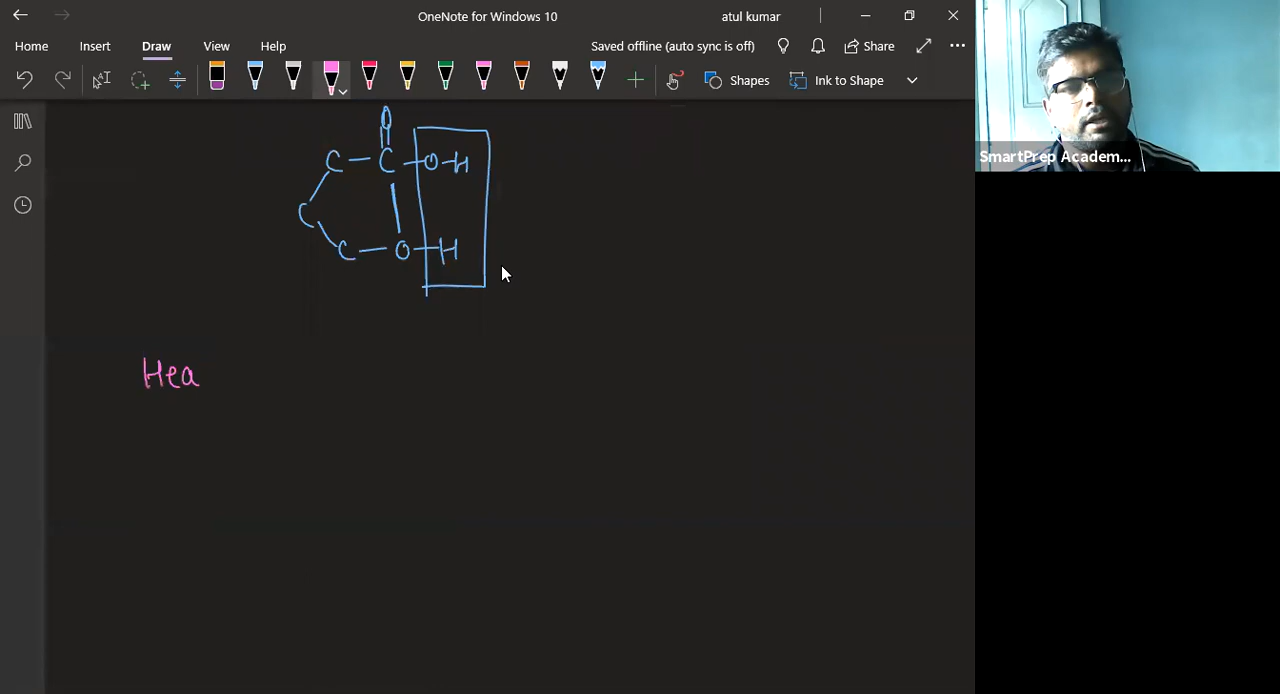 OneNote for Windows 10
atul kumar
Home Insert Draw View Help
Saved offline (auto sync is off)
Share
Shapes
Ink to Shape
SmartPrep Academ...
O
C - C - O - H
C
C - O - H
Hea